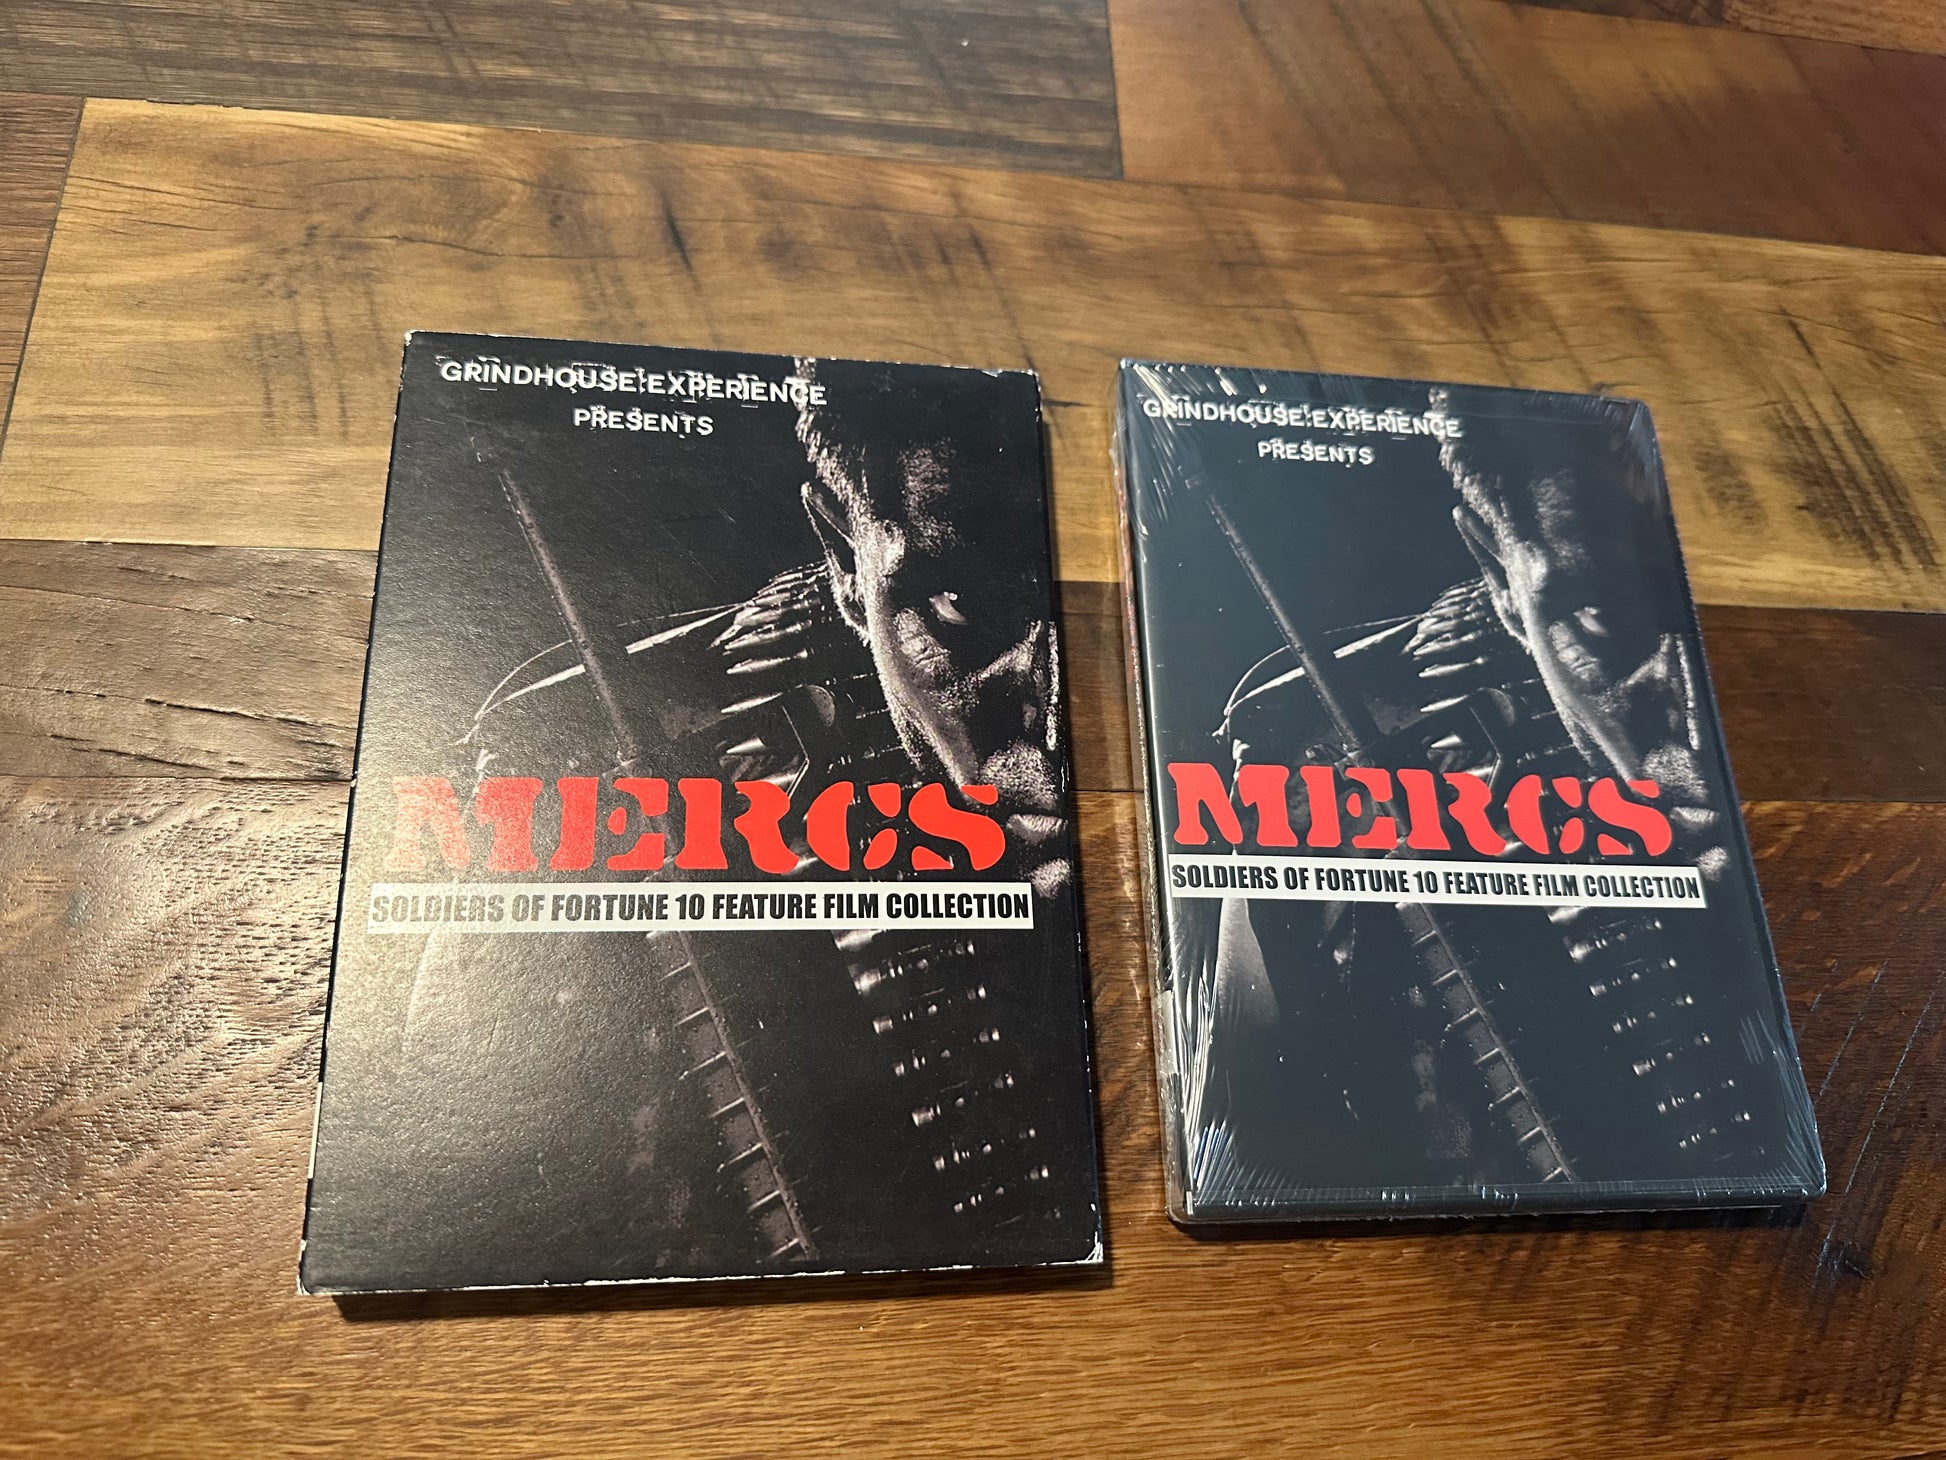 GRINDHOUSE:EXPERIENCE
PRESENTS
MERCS
SOLDIERS OF FORTUNE 10 FEATURE FILM COLLECTION
GRINDHOUSE:EXPERIENCE
PRESENTS
MERCS
SOLDIERS OF FORTUNE 10 FEATURE FILM COLLECTION